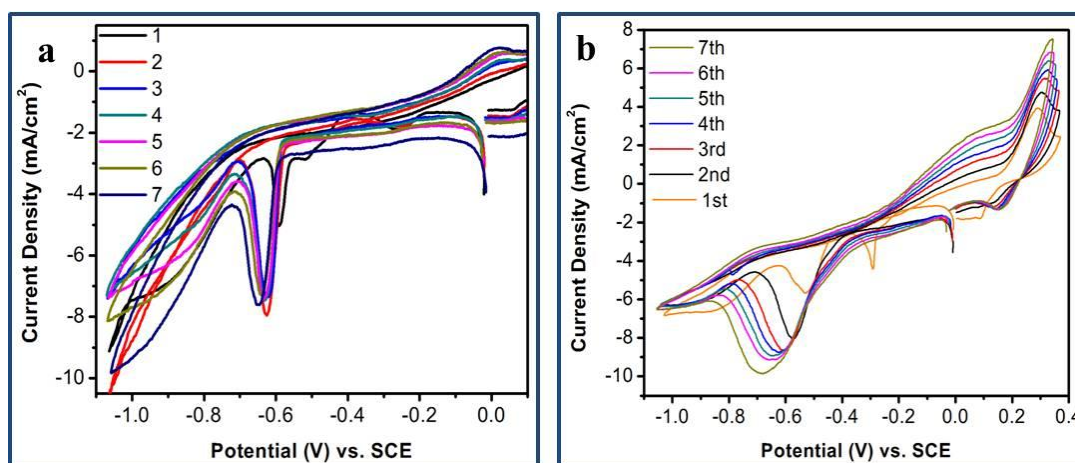 a
1
2
3
4
5
6
7
0
-2
-4
-6
-8
-10
-1.0 -0.8 -0.6 -0.4 -0.2 0.0
Current Density (mA/cm²)
Potential (V) vs. SCE
b
7th
6th
5th
4th
3rd
2nd
1st
8
6
4
2
0
-2
-4
-6
-8
-10
-1.0 -0.8 -0.6 -0.4 -0.2 0.0 0.2 0.4
Current Density (mA/cm²)
Potential (V) vs. SCE